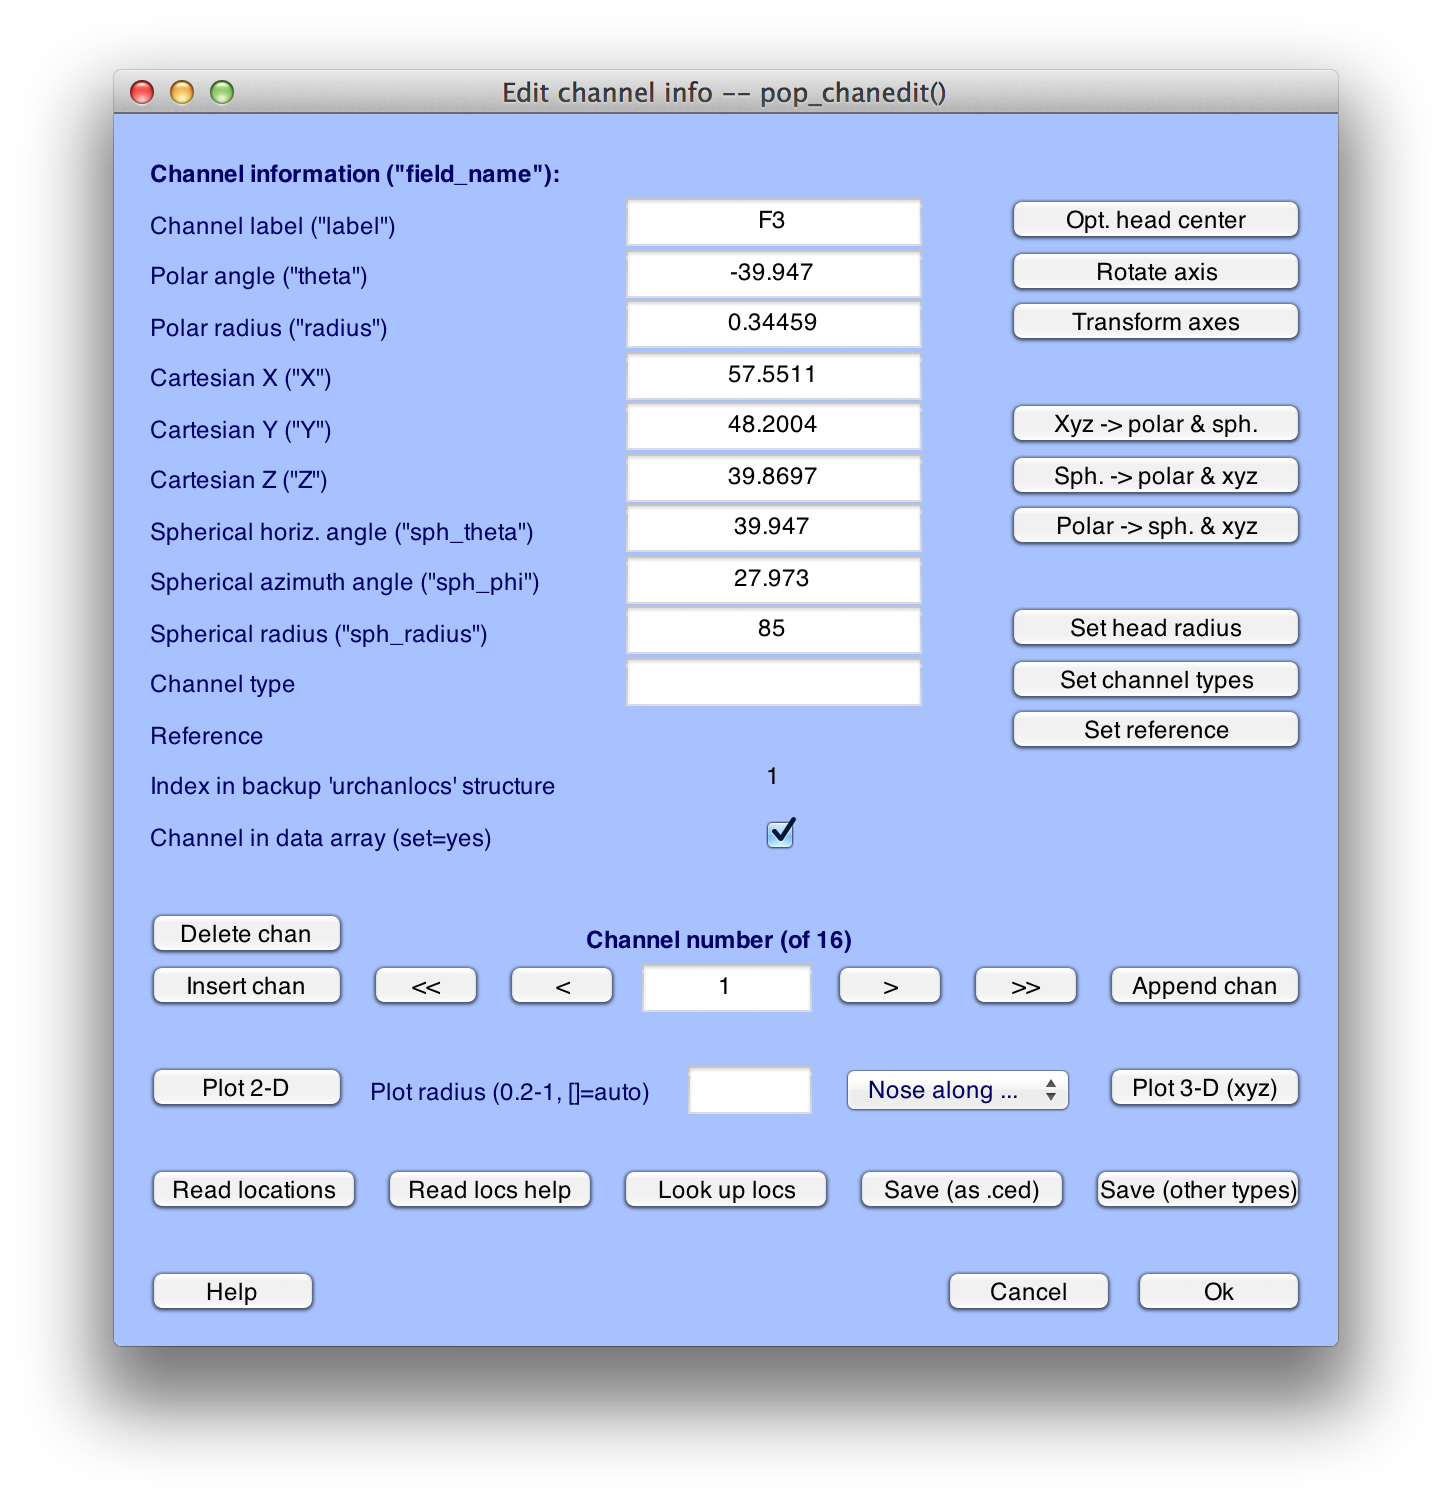 Edit channel info -- pop_chanedit()
Channel information ("field_name"):
Channel label ("label") F3 Opt. head center
Polar angle ("theta") -39.947 Rotate axis
Polar radius ("radius") 0.34459 Transform axes
Cartesian X ("X") 57.5511
Cartesian Y ("Y") 48.2004 Xyz -> polar & sph.
Cartesian Z ("Z") 39.8697 Sph. -> polar & xyz
Spherical horiz. angle ("sph_theta") 39.947 Polar -> sph. & xyz
Spherical azimuth angle ("sph_phi") 27.973
Spherical radius ("sph_radius") 85 Set head radius
Channel type Set channel types
Reference Set reference
Index in backup 'urchanlocs' structure 1
Channel in data array (set=yes)
Delete chan Channel number (of 16)
Insert chan << < 1 > >> Append chan
Plot 2-D Plot radius (0.2-1, []=auto) Nose along ... Plot 3-D (xyz)
Read locations Read locs help Look up locs Save (as .ced) Save (other types)
Help Cancel Ok